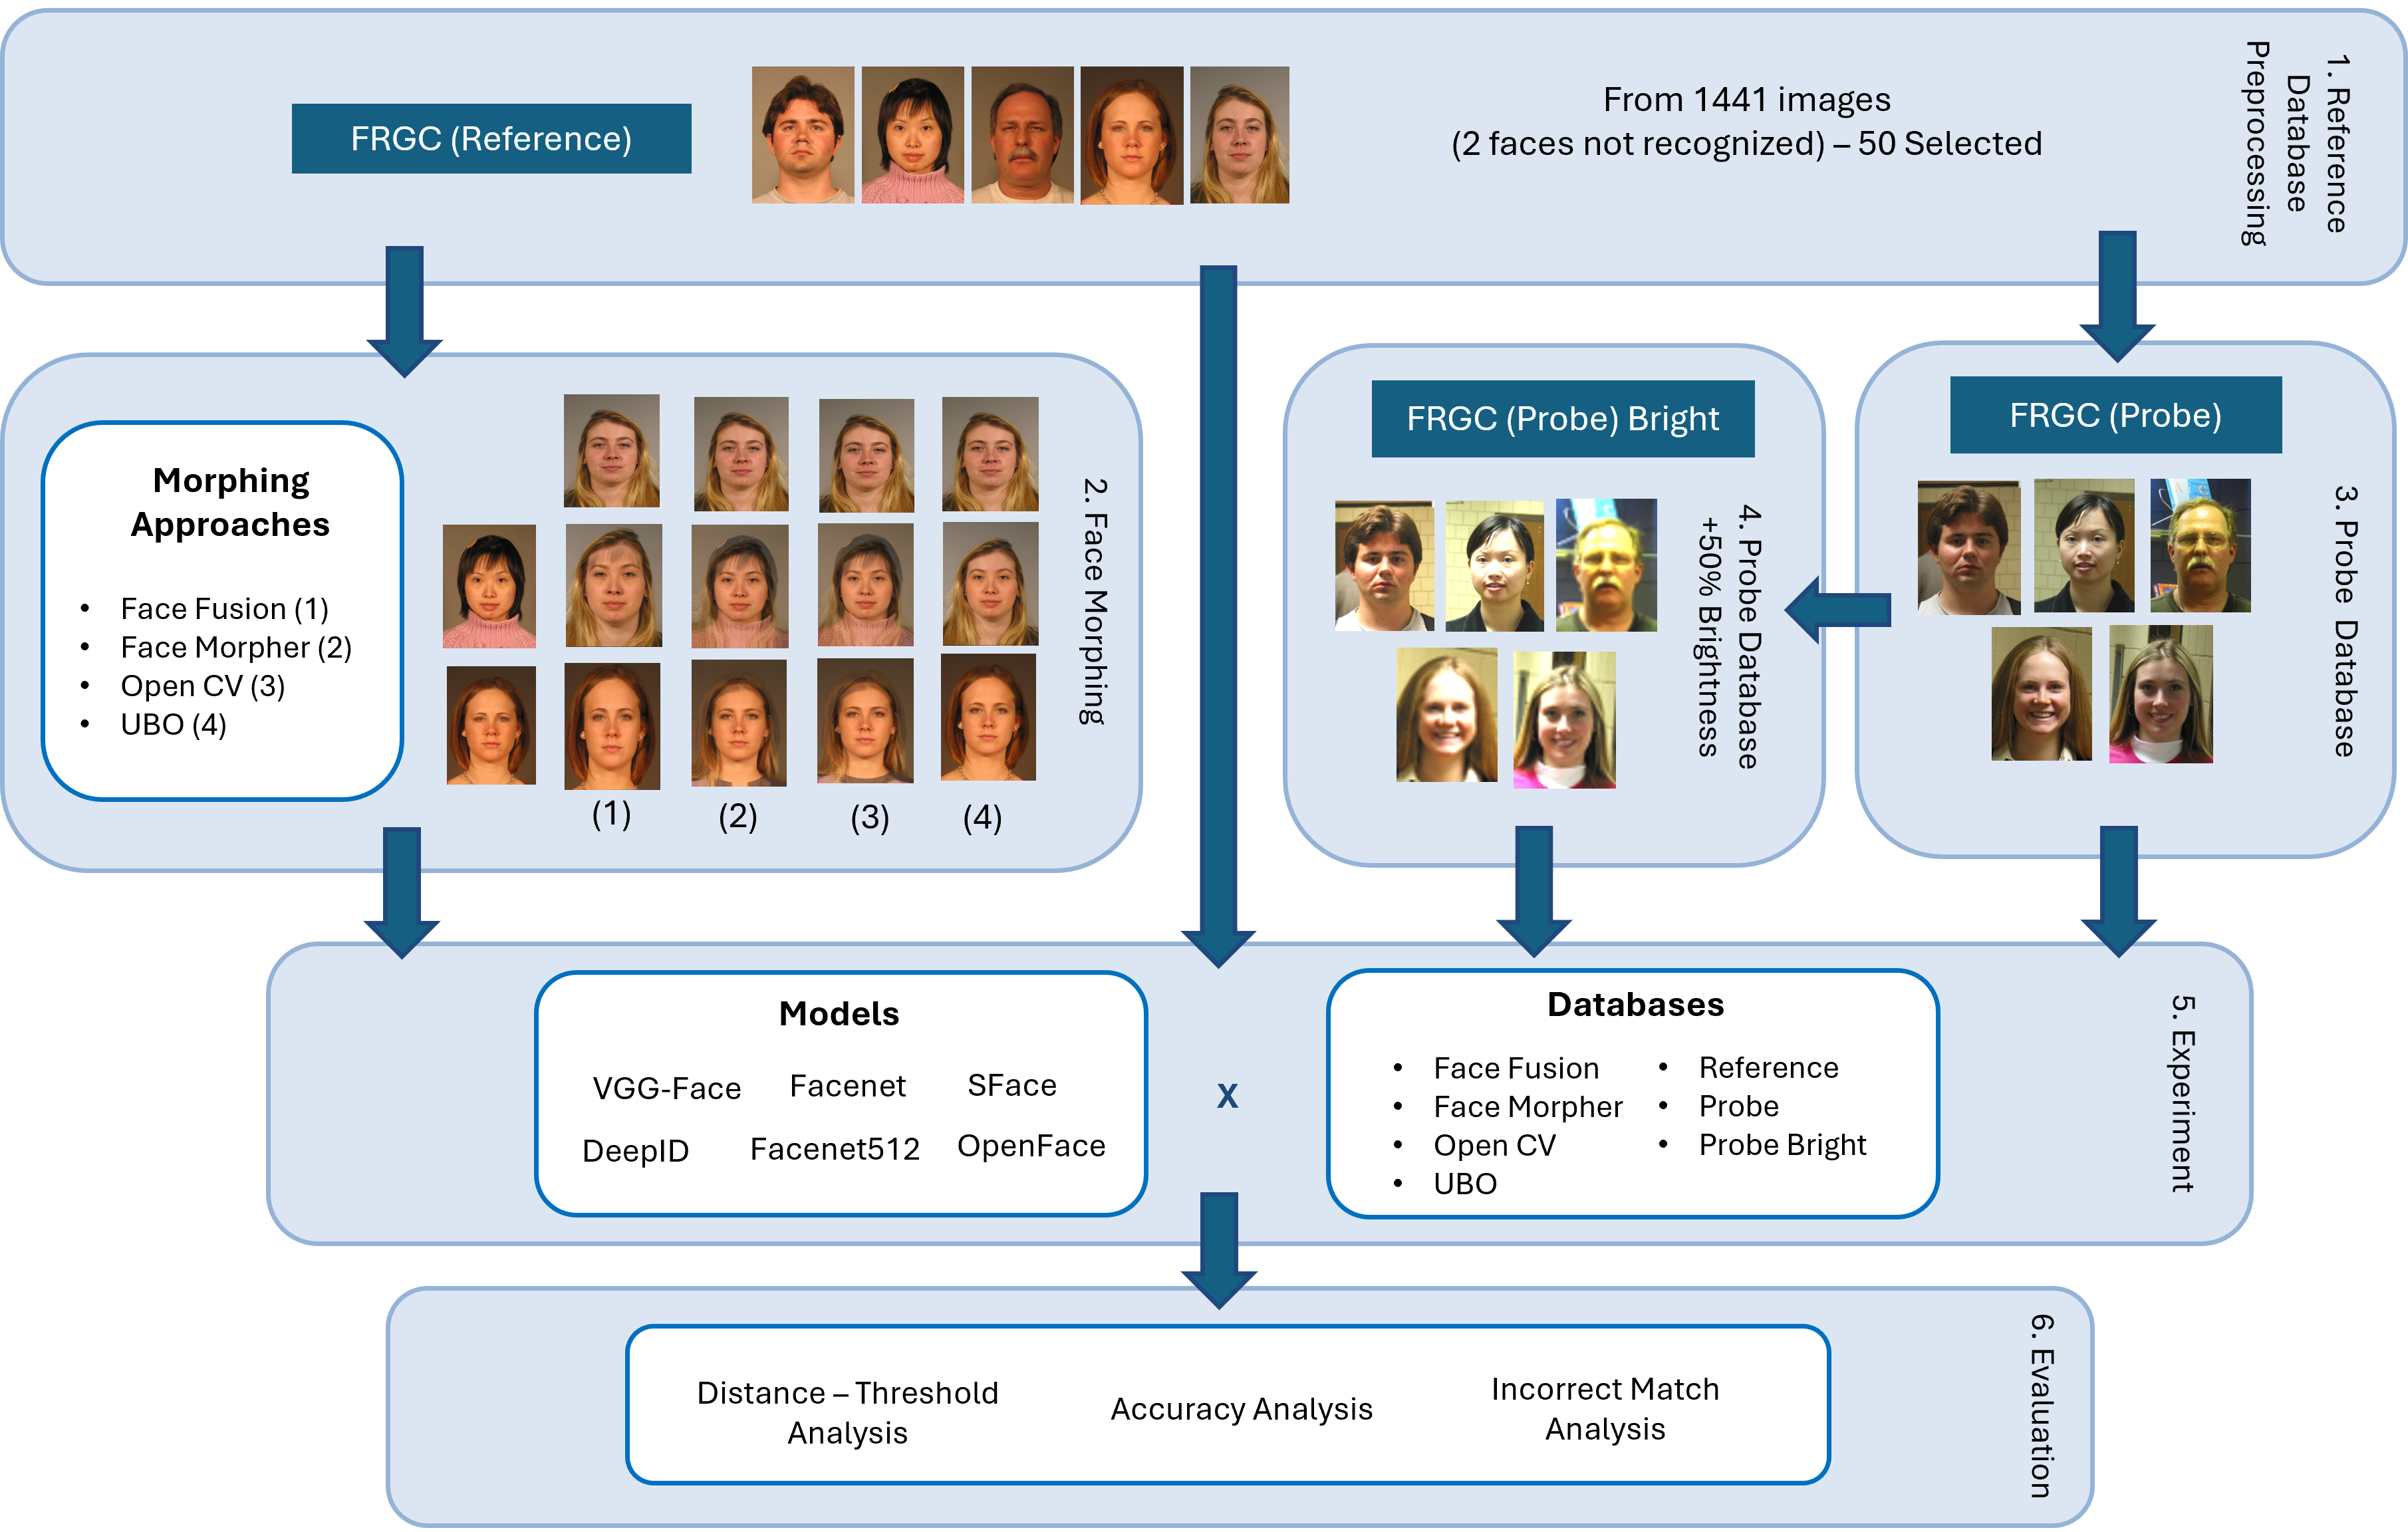 FRGC (Reference)
From 1441 images
(2 faces not recognized) – 50 Selected
1. Reference
Database
Preprocessing
Morphing
Approaches
• Face Fusion (1)
• Face Morpher (2)
• Open CV (3)
• UBO (4)
(1)
(2)
(3)
(4)
2. Face Morphing
FRGC (Probe) Bright
4. Probe Database
+50% Brightness
FRGC (Probe)
3. Probe Database
Models
VGG-Face
Facenet
SFace
DeepID
Facenet512
OpenFace
X
Databases
• Face Fusion
• Face Morpher
• Open CV
• UBO
• Reference
• Probe
• Probe Bright
5. Experiment
Distance – Threshold
Analysis
Accuracy Analysis
Incorrect Match
Analysis
6. Evaluation